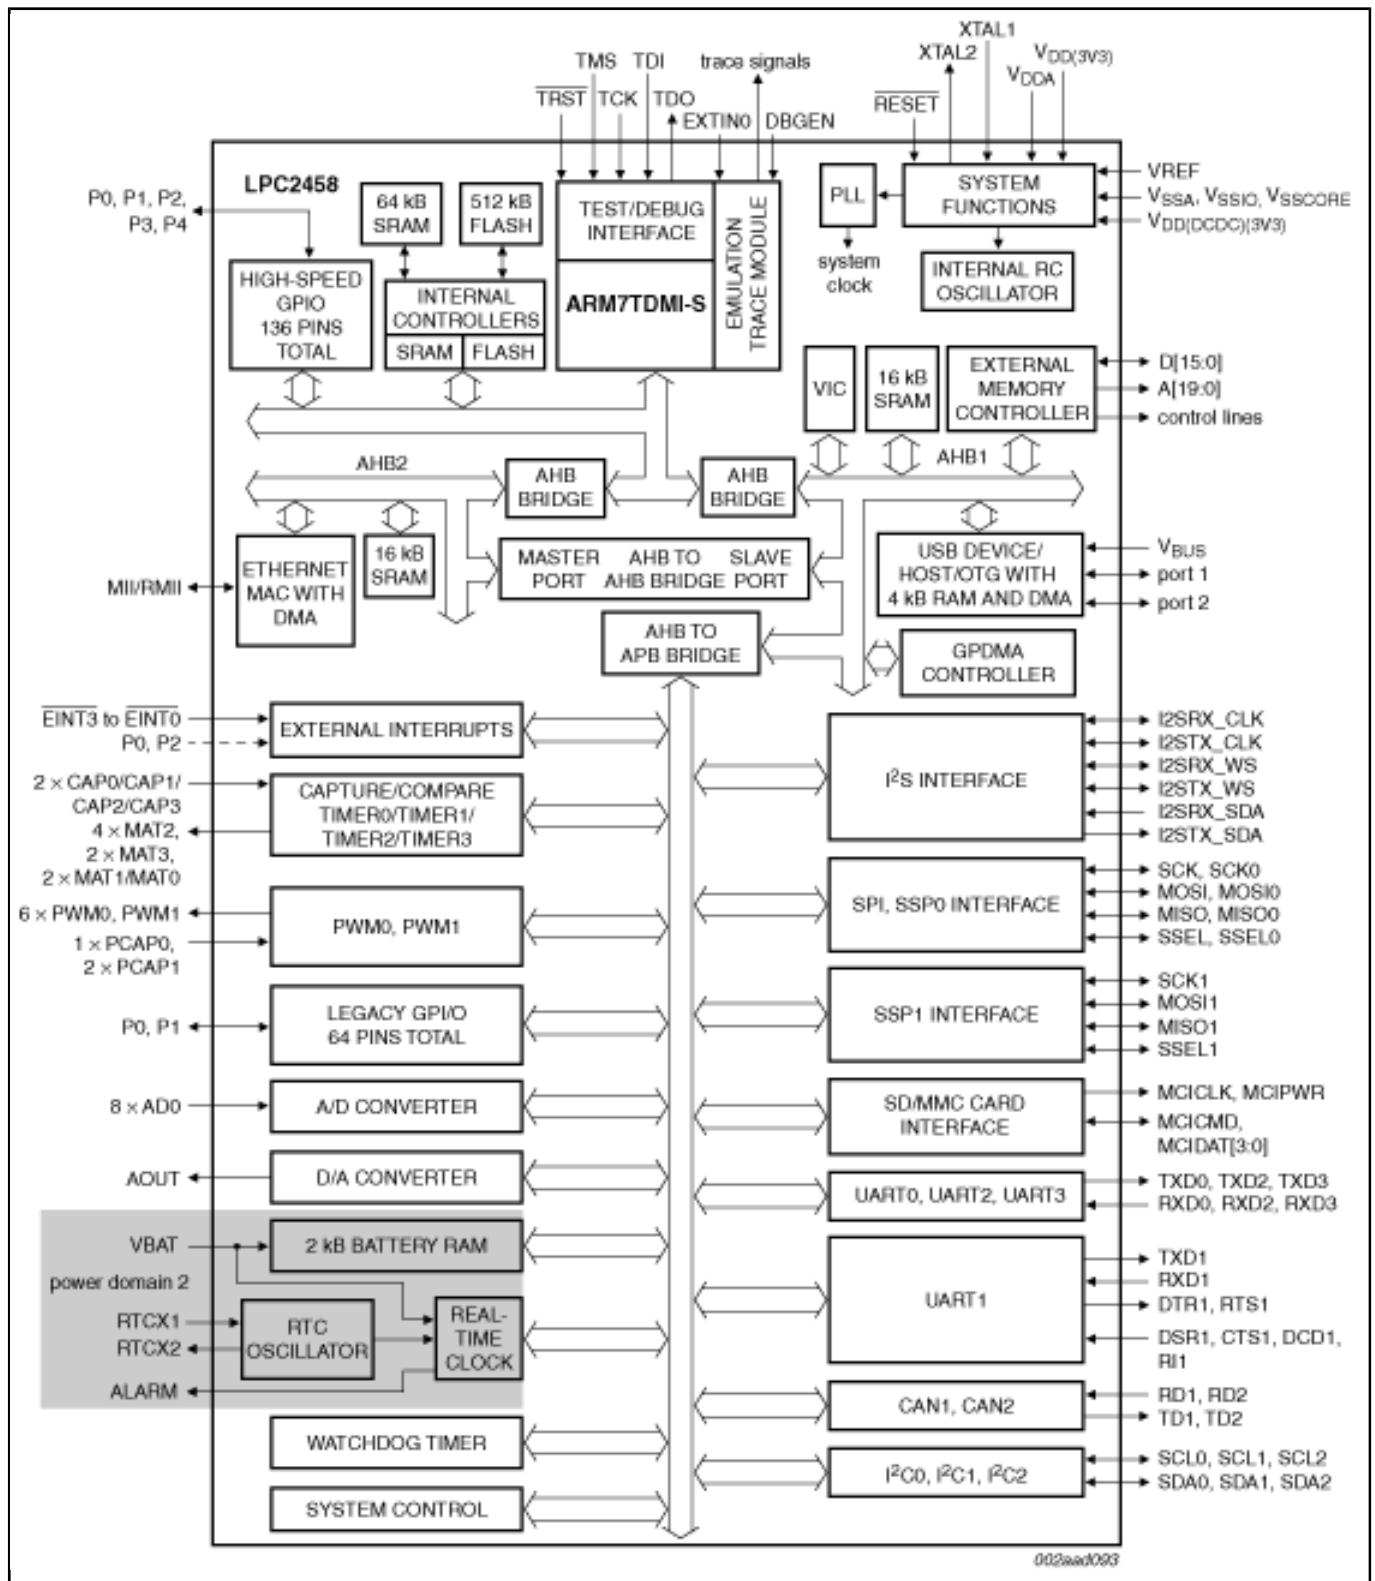 XTAL1
XTAL2
VDD(3V3)
VDDA
RESET
TMS TDI
trace signals
TRST TCK TDO
EXTIN0 DBGEN
LPC2458
P0, P1, P2,
P3, P4
64 kB
SRAM
512 kB
FLASH
TEST/DEBUG
INTERFACE
EMULATION
TRACE MODULE
PLL
SYSTEM
FUNCTIONS
VREF
VSSA, VSSIO, VSSCORE
VDD(DCDC)(3V3)
system
clock
INTERNAL RC
OSCILLATOR
HIGH-SPEED
GPIO
136 PINS
TOTAL
INTERNAL
CONTROLLERS
SRAM FLASH
ARM7TDMI-S
VIC
16 kB
SRAM
EXTERNAL
MEMORY
CONTROLLER
D[15:0]
A[19:0]
control lines
AHB2
AHB
BRIDGE
AHB
BRIDGE
AHB1
MII/RMII
ETHERNET
MAC WITH
DMA
16 kB
SRAM
MASTER AHB TO SLAVE
PORT AHB BRIDGE PORT
USB DEVICE/
HOST/OTG WITH
4 kB RAM AND DMA
VBUS
port 1
port 2
AHB TO
APB BRIDGE
GPDMA
CONTROLLER
EINT3 to EINT0
P0, P2
EXTERNAL INTERRUPTS
2 × CAP0/CAP1/
CAP2/CAP3
4 × MAT2,
2 × MAT3,
2 × MAT1/MAT0
CAPTURE/COMPARE
TIMER0/TIMER1/
TIMER2/TIMER3
6 × PWM0, PWM1
1 × PCAP0,
2 × PCAP1
PWM0, PWM1
P0, P1
LEGACY GPI/O
64 PINS TOTAL
8 × AD0
A/D CONVERTER
AOUT
D/A CONVERTER
VBAT
2 kB BATTERY RAM
power domain 2
RTCX1
RTCX2
RTC
OSCILLATOR
REAL-
TIME
CLOCK
ALARM
WATCHDOG TIMER
SYSTEM CONTROL
I2S INTERFACE
I2SRX_CLK
I2STX_CLK
I2SRX_WS
I2STX_WS
I2SRX_SDA
I2STX_SDA
SPI, SSP0 INTERFACE
SCK, SCK0
MOSI, MOSI0
MISO, MISO0
SSEL, SSEL0
SSP1 INTERFACE
SCK1
MOSI1
MISO1
SSEL1
SD/MMC CARD
INTERFACE
MCICLK, MCIPWR
MCICMD,
MCIDAT[3:0]
UART0, UART2, UART3
TXD0, TXD2, TXD3
RXD0, RXD2, RXD3
UART1
TXD1
RXD1
DTR1, RTS1
DSR1, CTS1, DCD1,
RI1
CAN1, CAN2
RD1, RD2
TD1, TD2
I2C0, I2C1, I2C2
SCL0, SCL1, SCL2
SDA0, SDA1, SDA2
002aad093